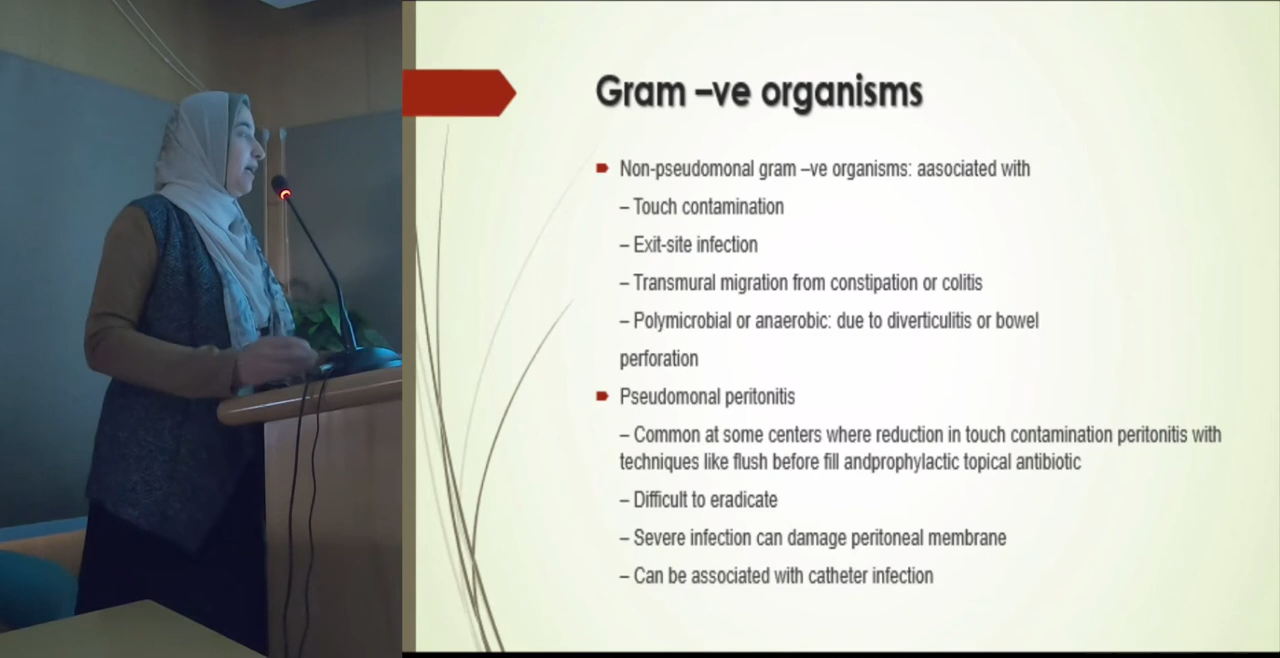 Gram –ve organisms
Non-pseudomonal gram –ve organisms: aasociated with
– Touch contamination
– Exit-site infection
– Transmural migration from constipation or colitis
– Polymicrobial or anaerobic: due to diverticulitis or bowel
perforation
Pseudomonal peritonitis
– Common at some centers where reduction in touch contamination peritonitis with
techniques like flush before fill andprophylactic topical antibiotic
– Difficult to eradicate
– Severe infection can damage peritoneal membrane
– Can be associated with catheter infection